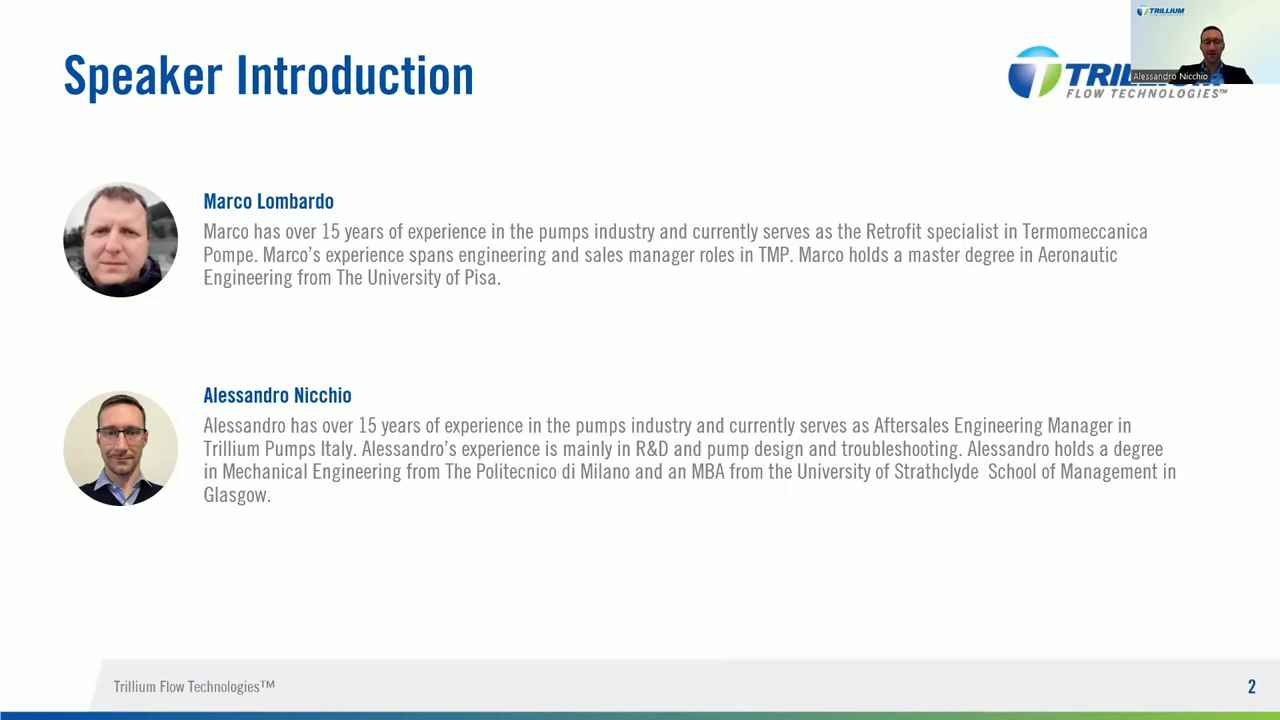 Speaker Introduction
TRILLIUM
Alessandro Nicchio
FLOW TECHNOLOGIES™
Marco Lombardo
Marco has over 15 years of experience in the pumps industry and currently serves as the Retrofit specialist in Termomeccanica
Pompe. Marco’s experience spans engineering and sales manager roles in TMP. Marco holds a master degree in Aeronautic
Engineering from The University of Pisa.
Alessandro Nicchio
Alessandro has over 15 years of experience in the pumps industry and currently serves as Aftersales Engineering Manager in
Trillium Pumps Italy. Alessandro’s experience is mainly in R&D and pump design and troubleshooting. Alessandro holds a degree
in Mechanical Engineering from The Politecnico di Milano and an MBA from the University of Strathclyde School of Management in
Glasgow.
Trillium Flow Technologies™
2